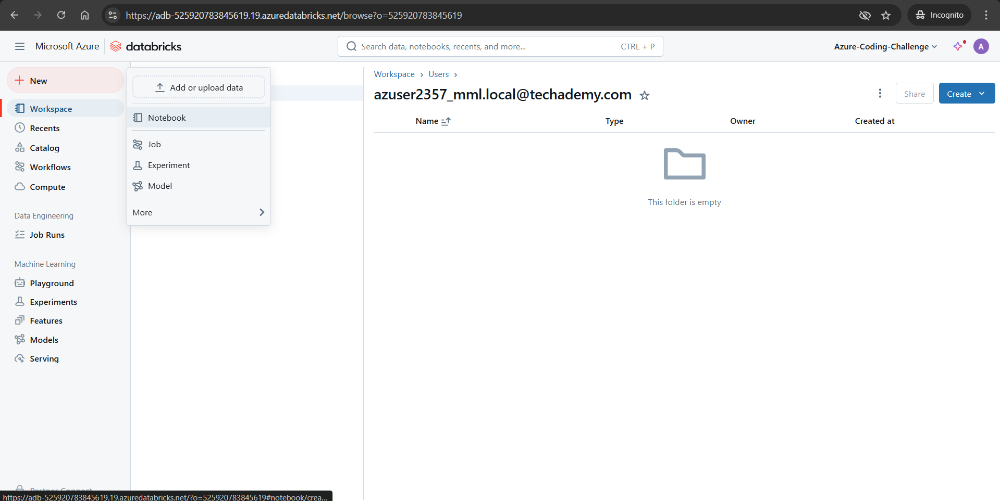 https://adb-525920783845619.19.azuredatabricks.net/browse?o=525920783845619
Incognito
Microsoft Azure
databricks
Search data, notebooks, recents, and more...
CTRL + P
Azure-Coding-Challenge
A
New
Workspace
Recents
Catalog
Workflows
Compute
Data Engineering
Job Runs
Machine Learning
Playground
Experiments
Features
Models
Serving
Partner Connect
Add or upload data
Notebook
Job
Experiment
Model
More
Workspace > Users >
azuser2357_mml.local@techademy.com
Share
Create
Name
Type
Owner
Created at
This folder is empty
https://adb-525920783845619.19.azuredatabricks.net/?o=525920783845619#notebook/crea...